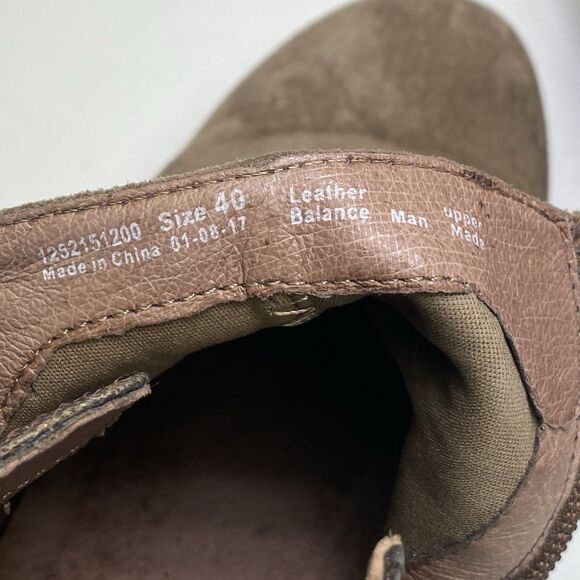 1252151200 Size 40
Made in China 01-08-17
Leather upper
Balance Man Made